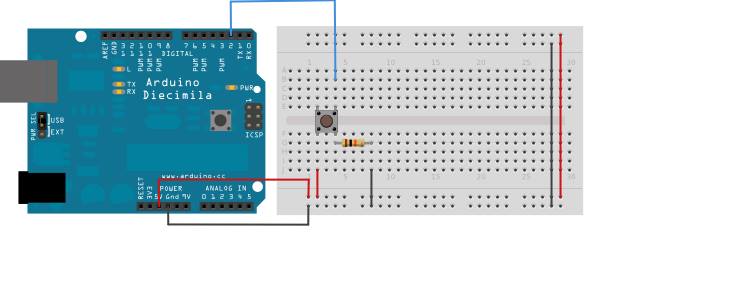 AREF
GND
13
12
11
10
9
8
7
6
5
4
3
2
1
0
PWM
PWM
PWM
PWM
PWM
PWM
TX
RX
DIGITAL
L
TX
RX
Arduino
Diecimila
PWR
1
ICSP
PWR SEL
USB
EXT
www.arduino.cc
RESET
3V3
5V
Gnd
9V
POWER
ANALOG IN
0 1 2 3 4 5
1 5 10 15 20 25 30
A
B
C
D
E
F
G
H
I
J
1 5 10 15 20 25 30